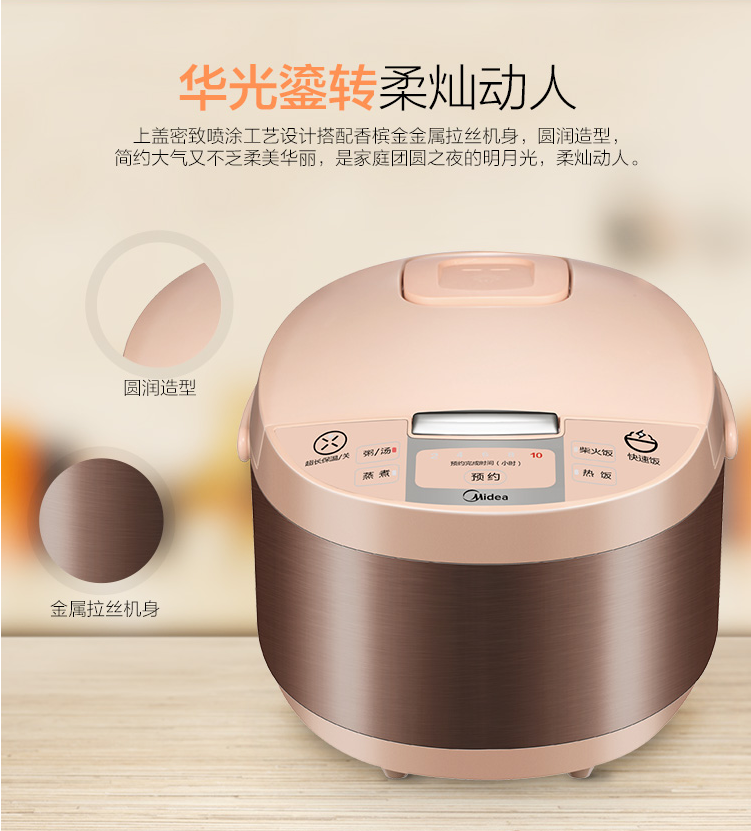 华光鎏转柔灿动人
上盖密致喷涂工艺设计搭配香槟金金属拉丝机身，圆润造型，
简约大气又不乏柔美华丽，是家庭团圆之夜的明月光，柔灿动人。
圆润造型
超长保温/关
粥/汤
蒸煮
10
预约完成时间（小时）
预约
Midea
柴火饭
热饭
快速饭
金属拉丝机身